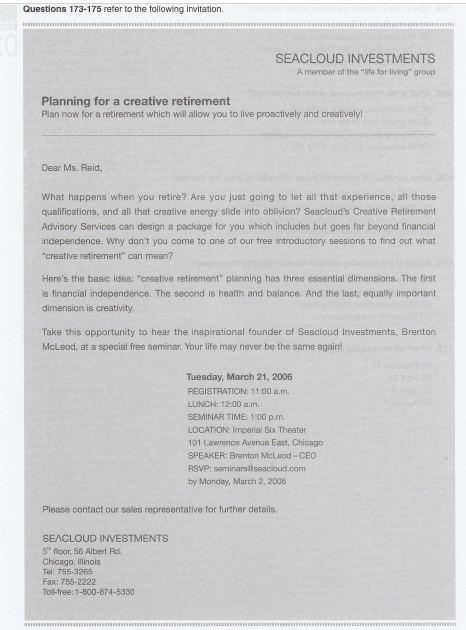 Questions 173-175 refer to the following invitation.
SEACLOUD INVESTMENTS
A member of the “life for living” group
Planning for a creative retirement
Plan now for a retirement which will allow you to live proactively and creatively!
Dear Ms. Reid,
What happens when you retire? Are you just going to let all that experience, all those
qualifications, and all that creative energy slide into oblivion? Seacloud's Creative Retirement
Advisory Services can design a package for you which includes but goes far beyond financial
independence. Why don't you come to one of our free introductory sessions to find out what
“creative retirement” can mean?
Here's the basic idea: “creative retirement” planning has three essential dimensions. The first
is financial independence. The second is health and balance. And the last, equally important
dimension is creativity.
Take this opportunity to hear the inspirational founder of Seacloud Investments, Brenton
McLeod, at a special free seminar. Your life may never be the same again!
Tuesday, March 21, 2006
REGISTRATION: 11:00 a.m.
LUNCH: 12:00 a.m.
SEMINAR TIME: 1:00 p.m.
LOCATION: Imperial Six Theater
101 Lawrence Avenue East, Chicago
SPEAKER: Brenton McLeod – CEO
RSVP: seminars@seacloud.com
by Monday, March 2, 2006
Please contact our sales representative for further details.
SEACLOUD INVESTMENTS
5th floor, 56 Albert Rd.
Chicago, Illinois
Tel: 755-3265
Fax: 755-2222
Toll-free: 1-800-874-5330